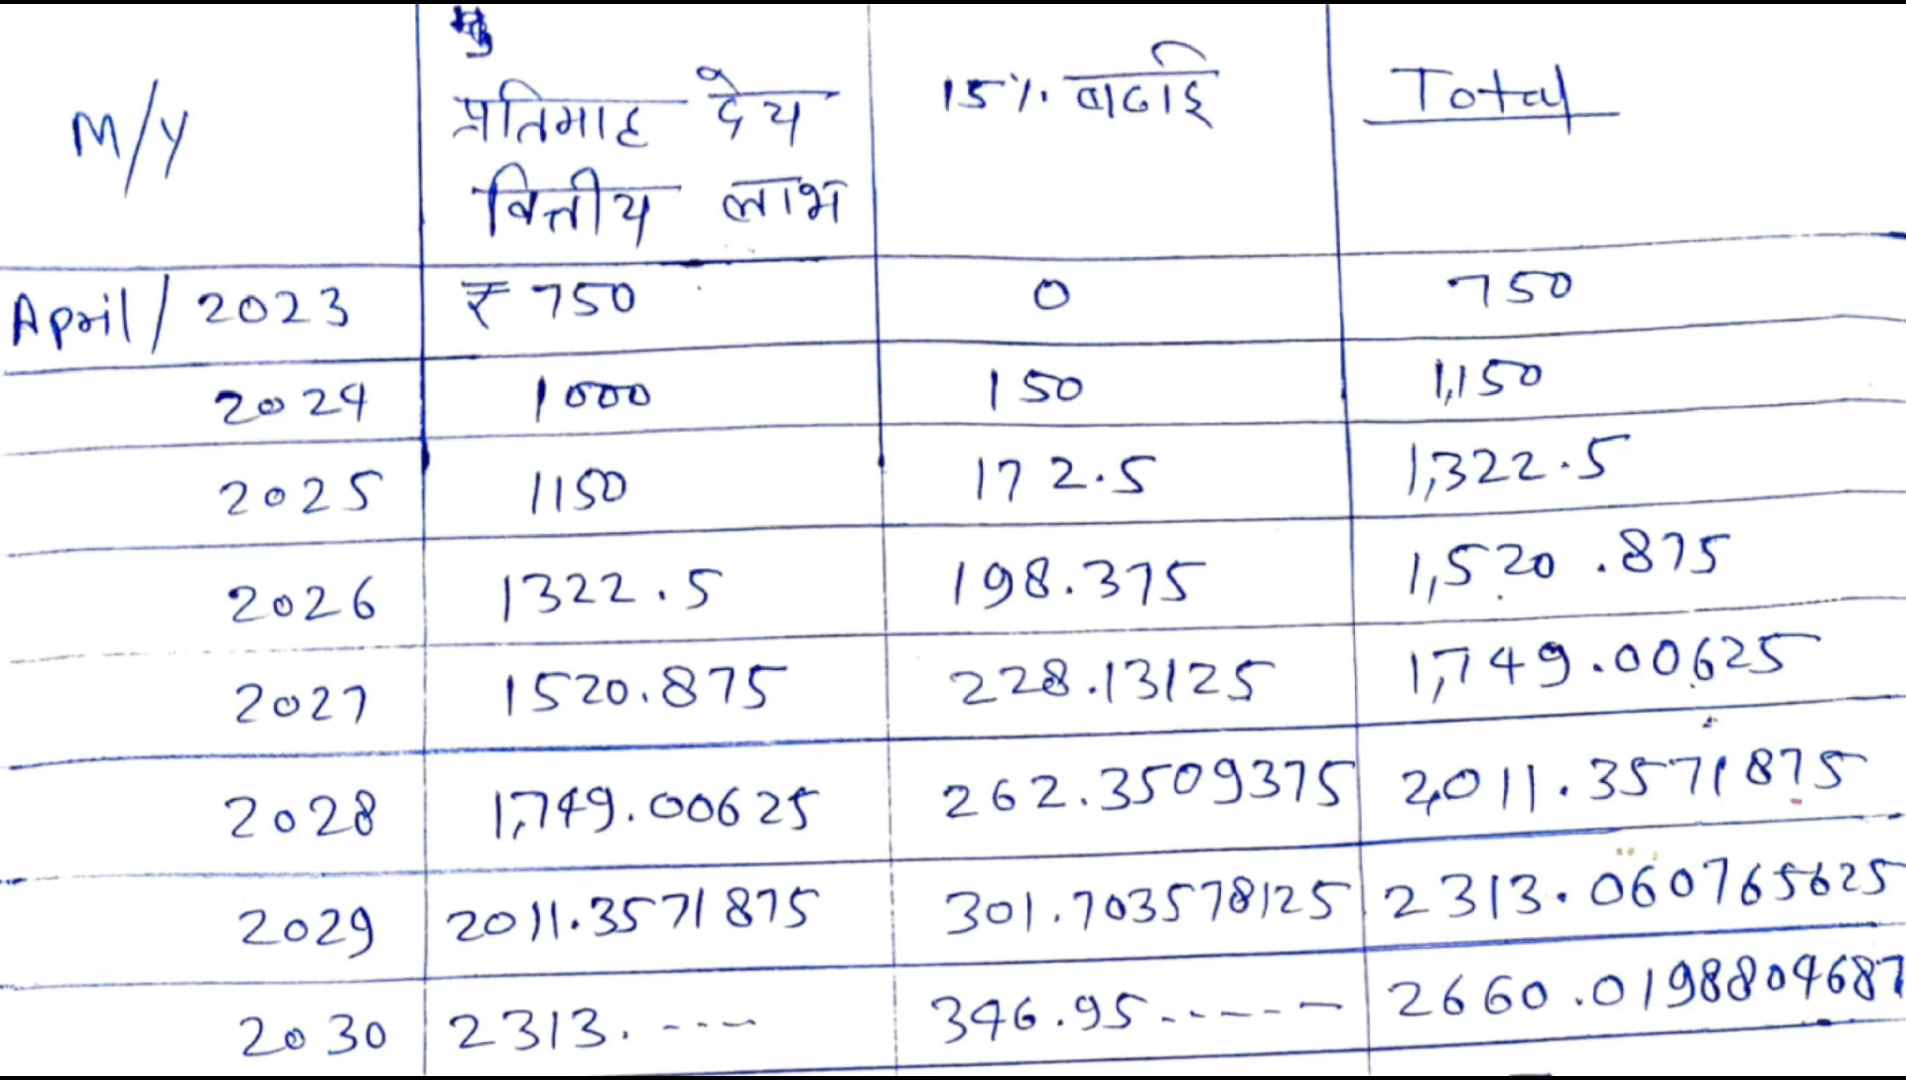 M/Y
प्रतिमाह देय
वित्तीय लाभ
15% बाढाई
Total
April/2023 ₹750 0 750
2024 1000 150 1,150
2025 1150 172.5 1,322.5
2026 1322.5 198.375 1,520.875
2027 1520.875 228.13125 1,749.00625
2028 1,749.00625 262.3509375 2,011.3571875
2029 2011.3571875 301.703578125 2313.060765625
2030 2313.---- 346.95------ 2660.0198804687